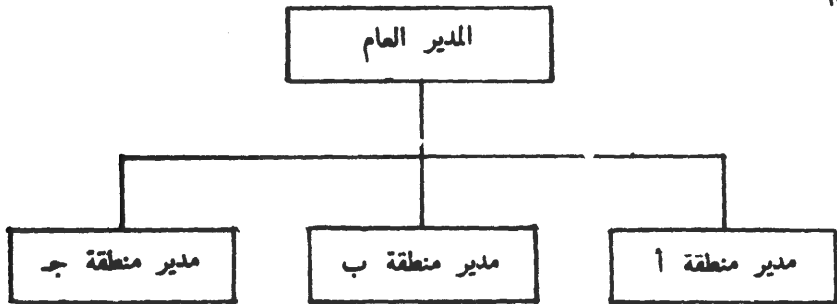 المدير العام
مدير منطقة أ
مدير منطقة ب
مدير منطقة جـ